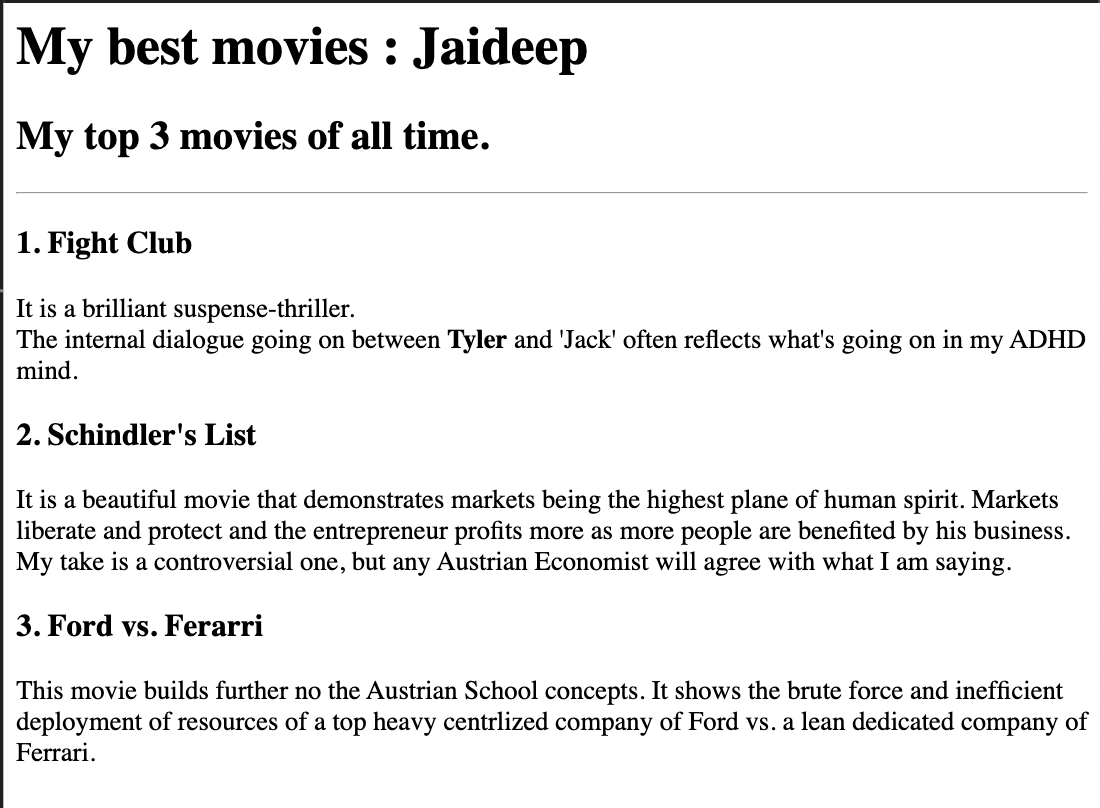 My best movies : Jaideep
My top 3 movies of all time.
1. Fight Club
It is a brilliant suspense-thriller.
The internal dialogue going on between Tyler and 'Jack' often reflects what's going on in my ADHD
mind.
2. Schindler's List
It is a beautiful movie that demonstrates markets being the highest plane of human spirit. Markets
liberate and protect and the entrepreneur profits more as more people are benefited by his business.
My take is a controversial one, but any Austrian Economist will agree with what I am saying.
3. Ford vs. Ferarri
This movie builds further no the Austrian School concepts. It shows the brute force and inefficient
deployment of resources of a top heavy centrlized company of Ford vs. a lean dedicated company of
Ferrari.